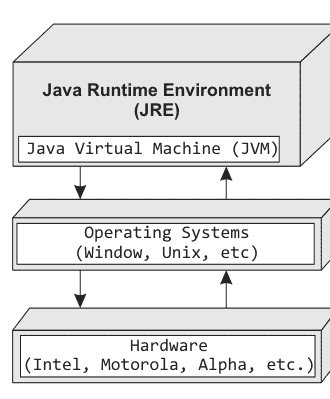 Java Runtime Environment
(JRE)
Java Virtual Machine (JVM)
Operating Systems
(Window, Unix, etc)
Hardware
(Intel, Motorola, Alpha, etc.)